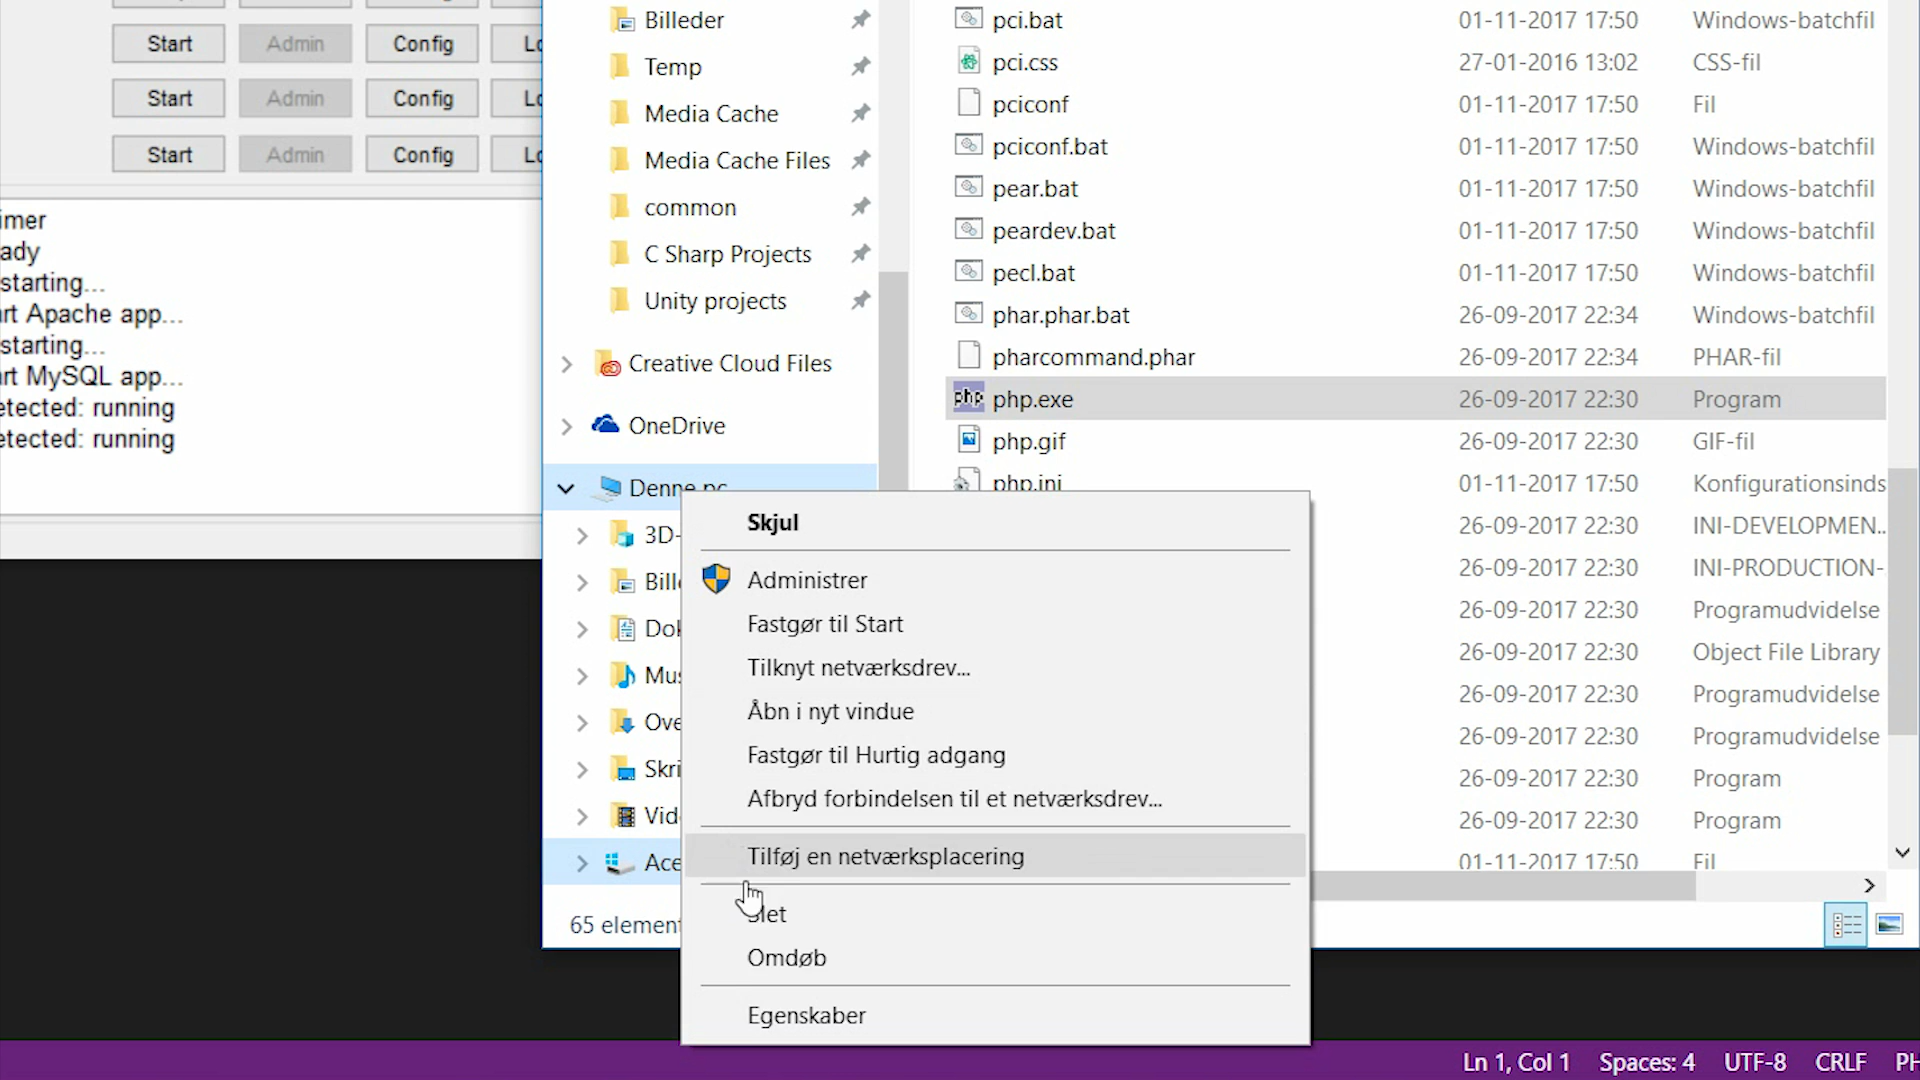 Start Admin Config
Start Admin Config
Start Admin Config
imer
ady
starting...
rt Apache app...
starting...
rt MySQL app...
etected: running
etected: running
Billeder
Temp
Media Cache
Media Cache Files
common
C Sharp Projects
Unity projects
Creative Cloud Files
OneDrive
Denne pc
3D-
Bille
Dok
Mus
Ove
Skri
Vid
Ace
65 element
pci.bat 01-11-2017 17:50 Windows-batchfil
pci.css 27-01-2016 13:02 CSS-fil
pciconf 01-11-2017 17:50 Fil
pciconf.bat 01-11-2017 17:50 Windows-batchfil
pear.bat 01-11-2017 17:50 Windows-batchfil
peardev.bat 01-11-2017 17:50 Windows-batchfil
pecl.bat 01-11-2017 17:50 Windows-batchfil
phar.phar.bat 26-09-2017 22:34 Windows-batchfil
pharcommand.phar 26-09-2017 22:34 PHAR-fil
php php.exe 26-09-2017 22:30 Program
php.gif 26-09-2017 22:30 GIF-fil
php.ini 01-11-2017 17:50 Konfigurationsinds
26-09-2017 22:30 INI-DEVELOPMEN...
26-09-2017 22:30 INI-PRODUCTION-
26-09-2017 22:30 Programudvidelse
26-09-2017 22:30 Object File Library
26-09-2017 22:30 Programudvidelse
26-09-2017 22:30 Programudvidelse
26-09-2017 22:30 Program
26-09-2017 22:30 Program
01-11-2017 17:50 Fil
Skjul
Administrer
Fastgør til Start
Tilknyt netværksdrev...
Åbn i nyt vindue
Fastgør til Hurtig adgang
Afbryd forbindelsen til et netværksdrev...
Tilføj en netværksplacering
Slet
Omdøb
Egenskaber
Ln 1, Col 1 Spaces: 4 UTF-8 CRLF PH